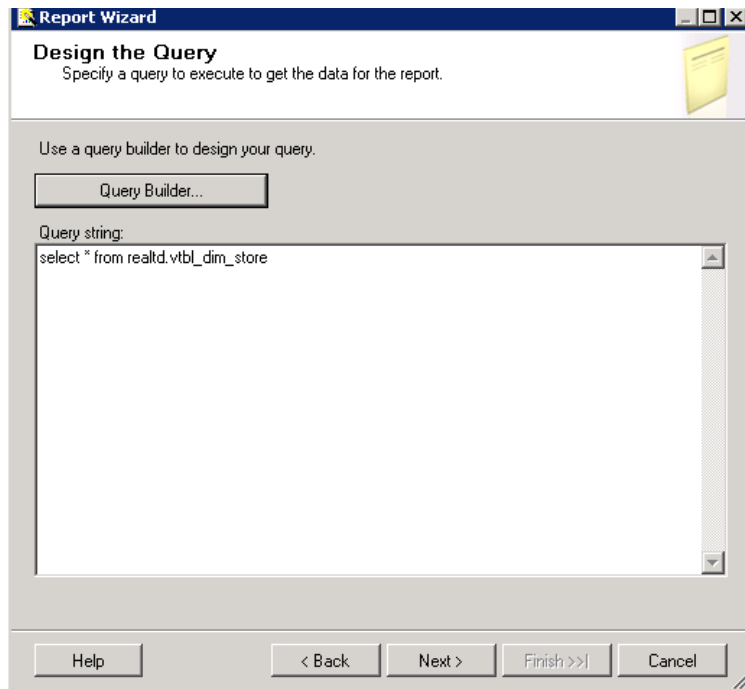 Report Wizard
Design the Query
Specify a query to execute to get the data for the report.
Use a query builder to design your query.
Query Builder...
Query string:
select * from realtd.vtbl_dim_store
Help
< Back
Next >
Finish >>|
Cancel